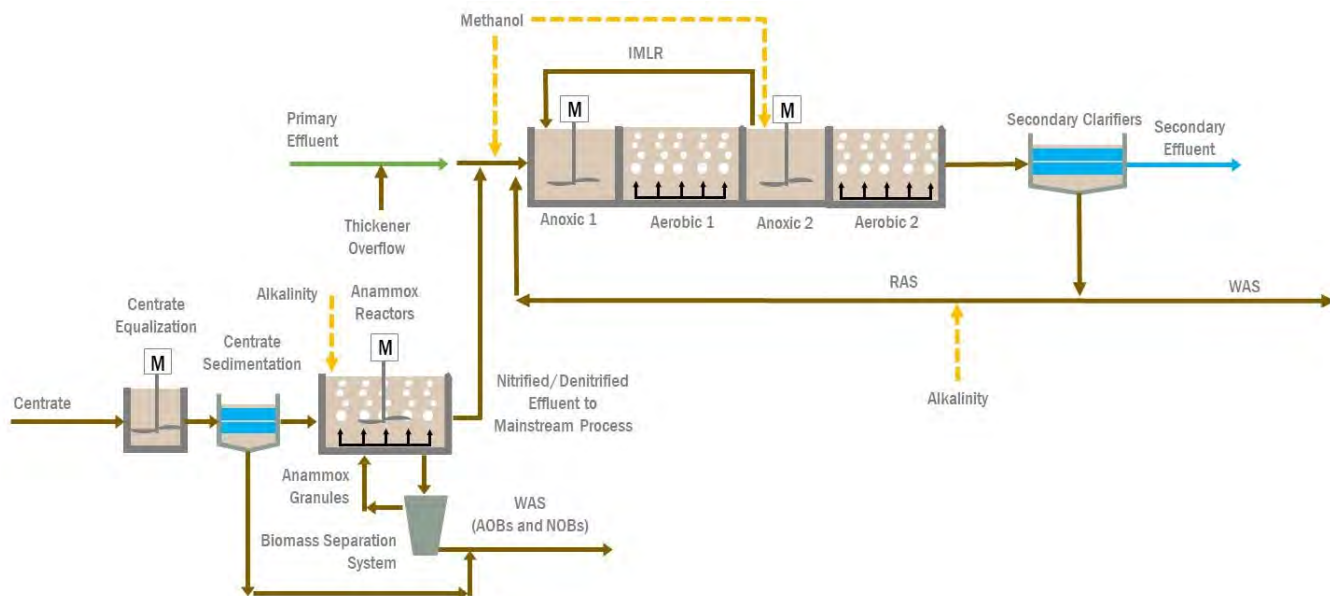 Methanol
IMLR
M
M
Primary
Effluent
Secondary Clarifiers
Secondary
Effluent
Anoxic 1
Aerobic 1
Anoxic 2
Aerobic 2
Thickener
Overflow
RAS
WAS
Alkalinity
Anammox
Reactors
Centrate
Equalization
Centrate
Sedimentation
M
M
Nitrified/Denitrified
Effluent to
Mainstream Process
Alkalinity
Centrate
Anammox
Granules
WAS
(AOBs and NOBs)
Biomass Separation
System